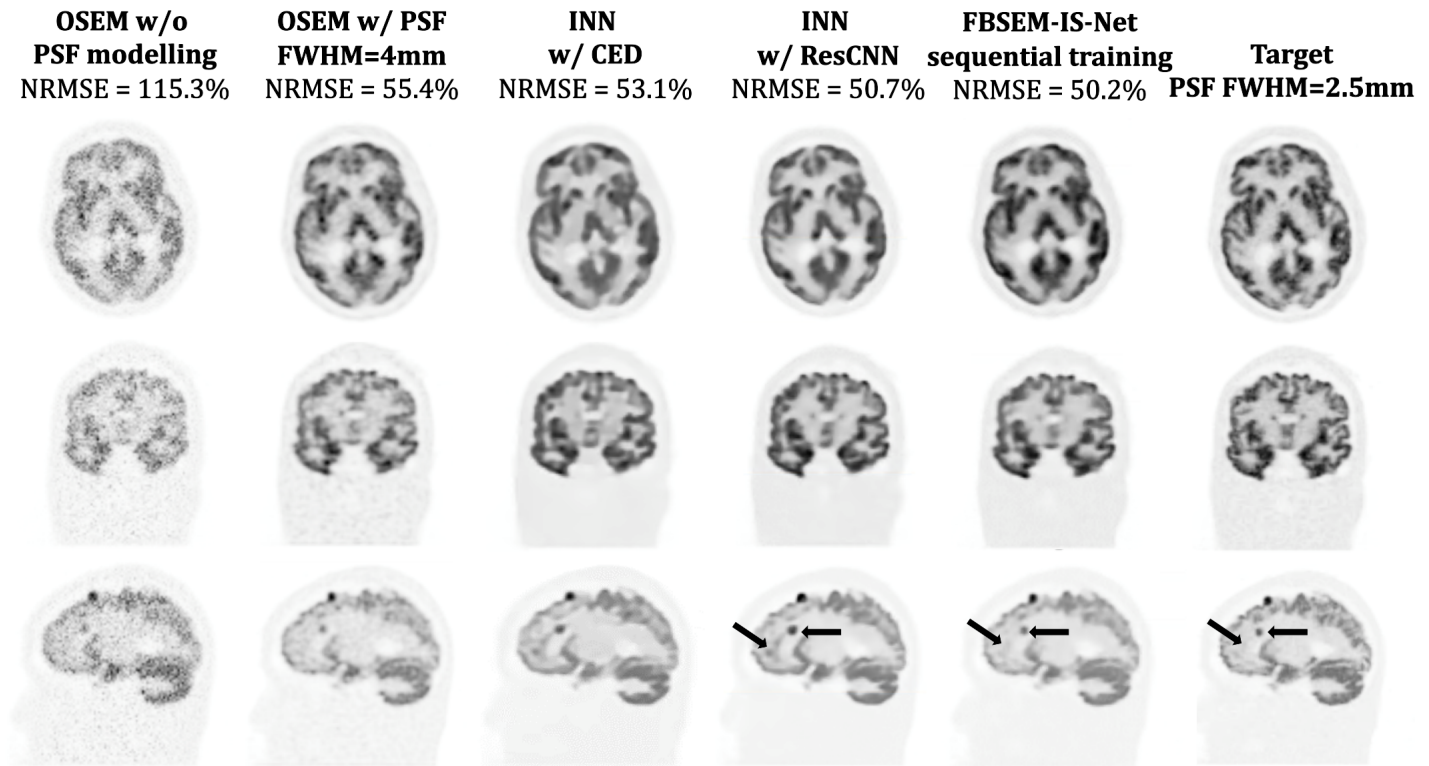 OSEM w/o
PSF modelling
NRMSE = 115.3%
OSEM w/ PSF
FWHM=4mm
NRMSE = 55.4%
INN
w/ CED
NRMSE = 53.1%
INN
w/ ResCNN
NRMSE = 50.7%
FBSEM-IS-Net
sequential training
NRMSE = 50.2%
Target
PSF FWHM=2.5mm